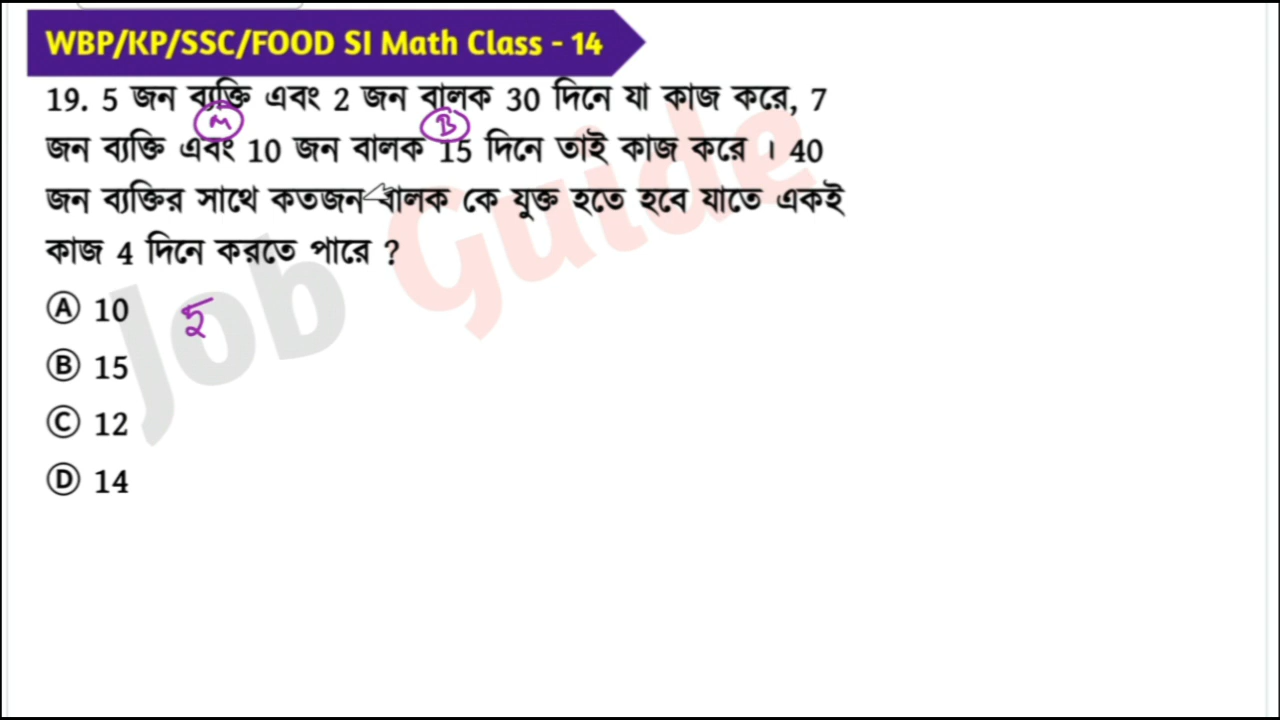 WBP/KP/SSC/FOOD SI Math Class - 14
19. 5 জন ব্যক্তি এবং 2 জন বালক 30 দিনে যা কাজ করে, 7
M B
জন ব্যক্তি এবং 10 জন বালক 15 দিনে তাই কাজ করে । 40
জন ব্যক্তির সাথে কতজন বালক কে যুক্ত হতে হবে যাতে একই
কাজ 4 দিনে করতে পারে ?
A 10
B 15
C 12
D 14
Job Guide